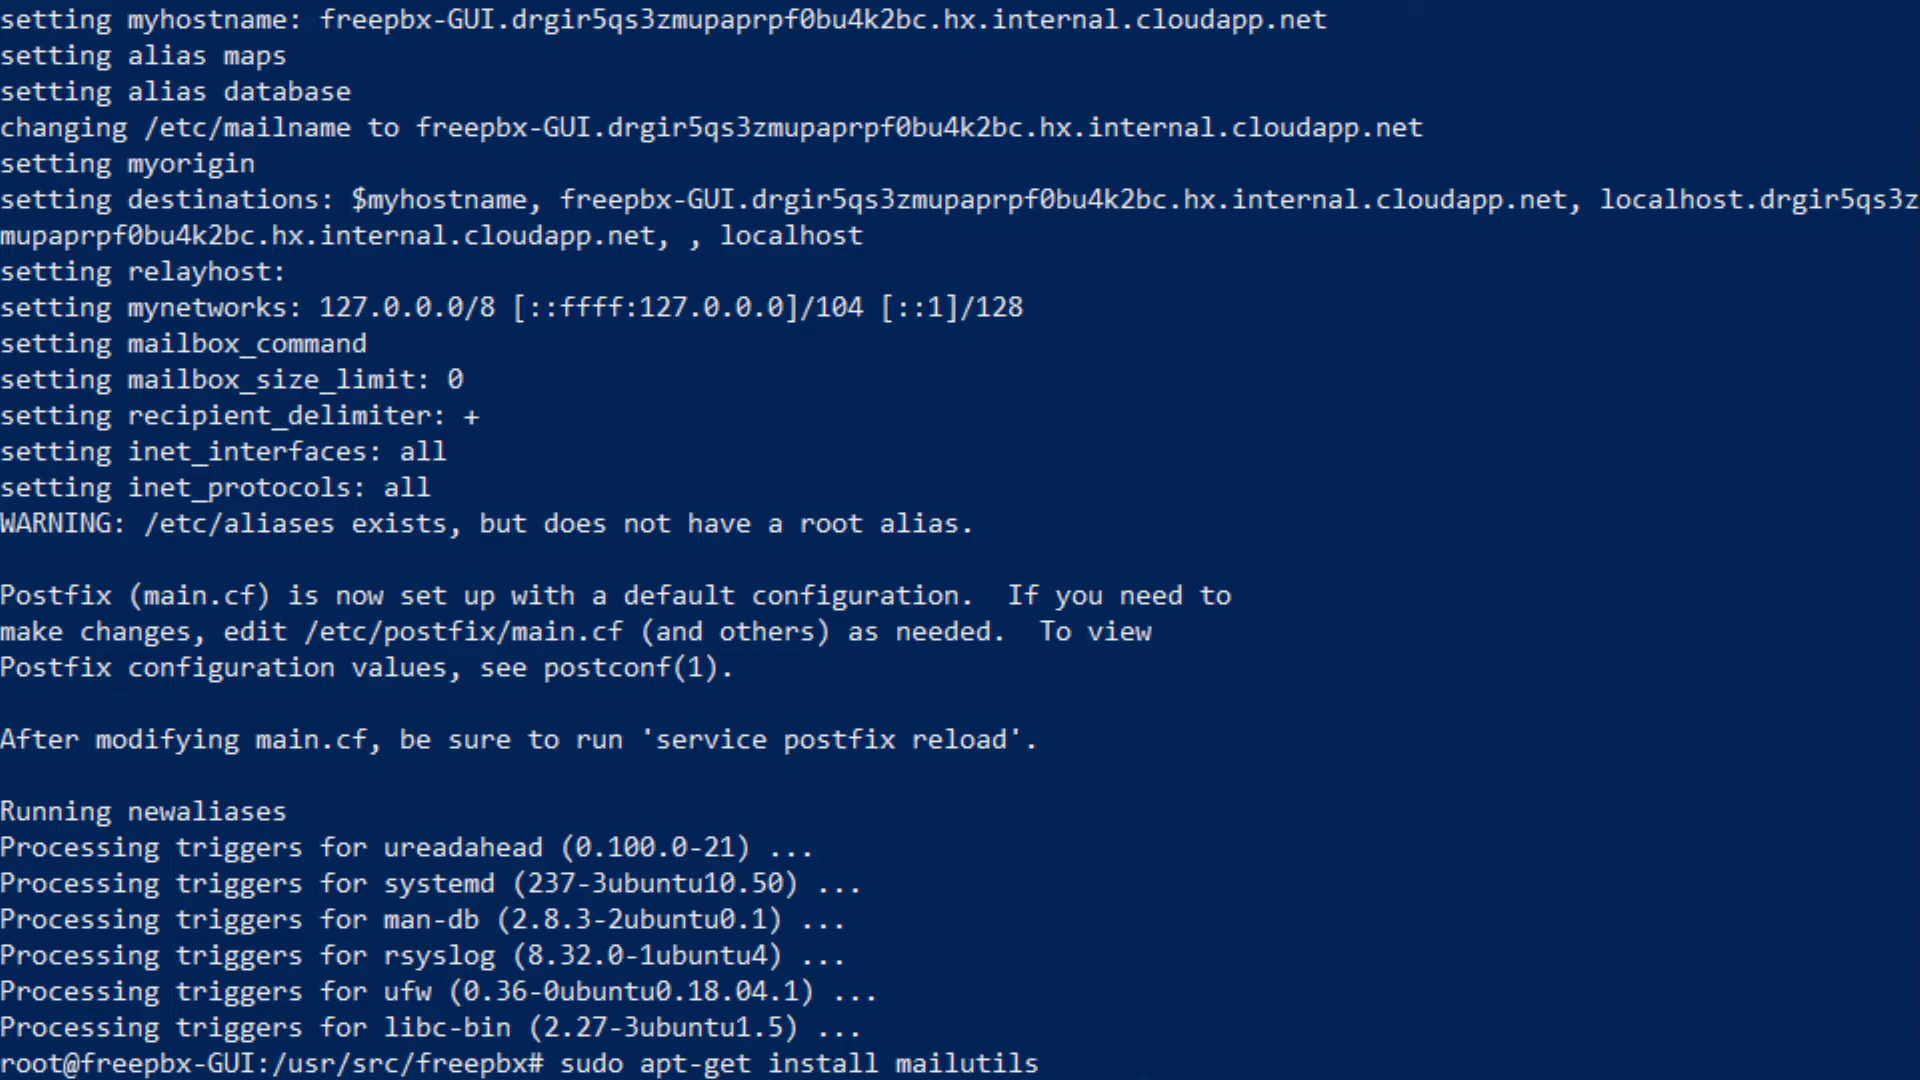 setting myhostname: freepbx-GUI.drgir5qs3zmupaprpf0bu4k2bc.hx.internal.cloudapp.net
setting alias maps
setting alias database
changing /etc/mailname to freepbx-GUI.drgir5qs3zmupaprpf0bu4k2bc.hx.internal.cloudapp.net
setting myorigin
setting destinations: $myhostname, freepbx-GUI.drgir5qs3zmupaprpf0bu4k2bc.hx.internal.cloudapp.net, localhost.drgir5qs3z
mupaprpf0bu4k2bc.hx.internal.cloudapp.net, , localhost
setting relayhost:
setting mynetworks: 127.0.0.0/8 [::ffff:127.0.0.0]/104 [::1]/128
setting mailbox_command
setting mailbox_size_limit: 0
setting recipient_delimiter: +
setting inet_interfaces: all
setting inet_protocols: all
WARNING: /etc/aliases exists, but does not have a root alias.
Postfix (main.cf) is now set up with a default configuration.  If you need to
make changes, edit /etc/postfix/main.cf (and others) as needed.  To view
Postfix configuration values, see postconf(1).
After modifying main.cf, be sure to run 'service postfix reload'.
Running newaliases
Processing triggers for ureadahead (0.100.0-21) ...
Processing triggers for systemd (237-3ubuntu10.50) ...
Processing triggers for man-db (2.8.3-2ubuntu0.1) ...
Processing triggers for rsyslog (8.32.0-1ubuntu4) ...
Processing triggers for ufw (0.36-0ubuntu0.18.04.1) ...
Processing triggers for libc-bin (2.27-3ubuntu1.5) ...
root@freepbx-GUI:/usr/src/freepbx# sudo apt-get install mailutils